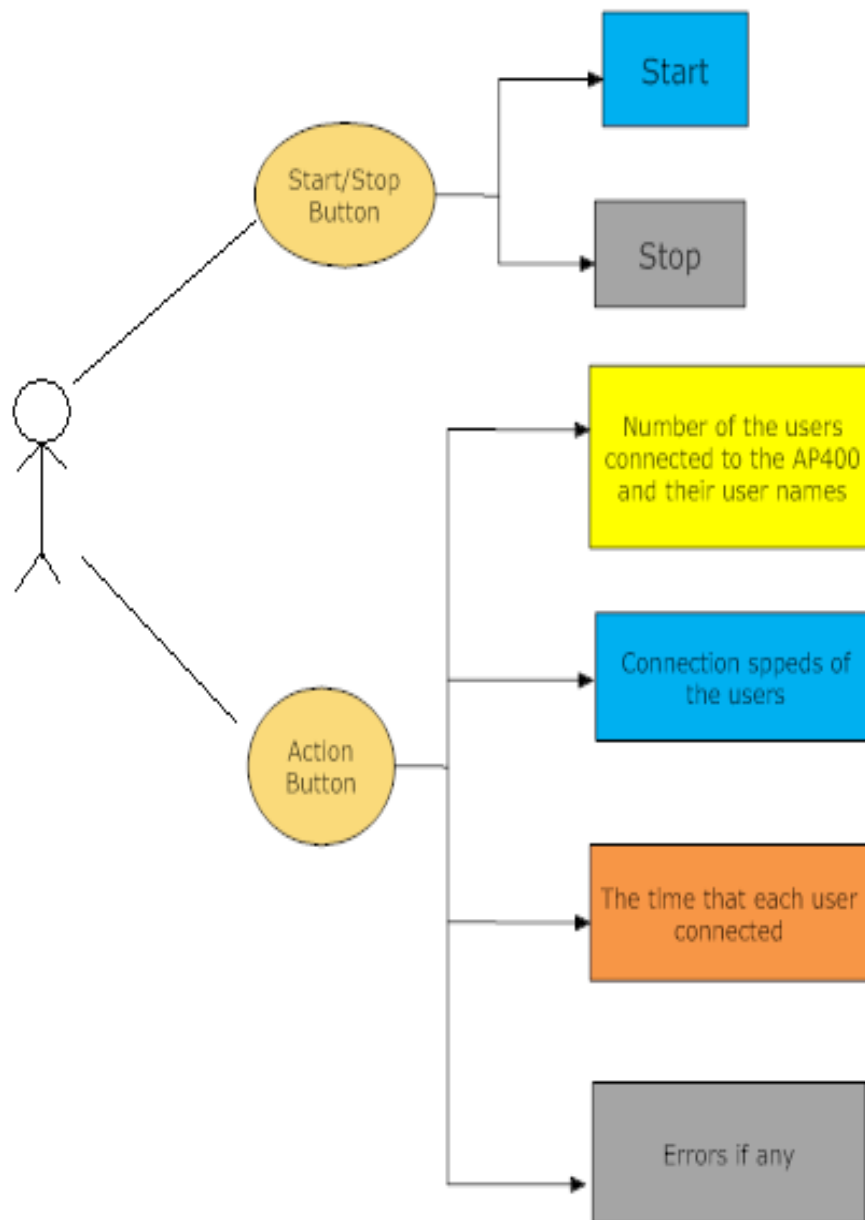 Start
Start/Stop
Button
Stop
Number of the users
connected to the AP400
and their user names
Connection sppeds of
the users
Action
Button
The time that each user
connected
Errors if any